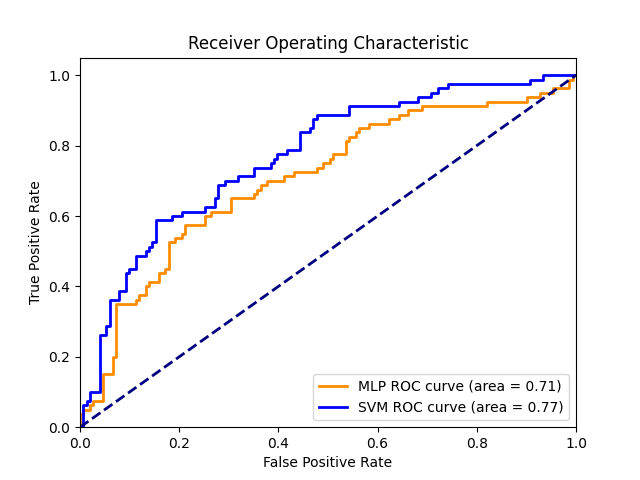 Receiver Operating Characteristic
1.0
0.8
0.6
0.4
0.2
0.0
True Positive Rate
MLP ROC curve (area = 0.71)
SVM ROC curve (area = 0.77)
0.0 0.2 0.4 0.6 0.8 1.0
False Positive Rate